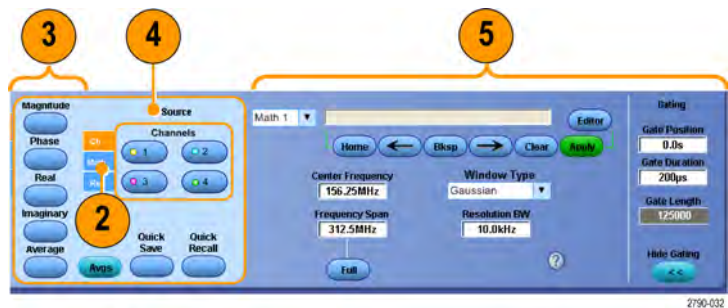 3
4
5
Magnitude
Phase
Real
Imaginary
Average
Source
Channels
1
2
3
4
Ch
2
Avgs
Quick Save
Quick Recall
Math 1
Editor
Home
←
Bksp
→
Clear
Apply
Center Frequency
156.25MHz
Window Type
Gaussian
Frequency Span
312.5MHz
Resolution BW
10.0kHz
Full
?
Gating
Gate Position
0.0s
Gate Duration
200µs
Gate Length
125000
Hide Gating
<<
2790-032